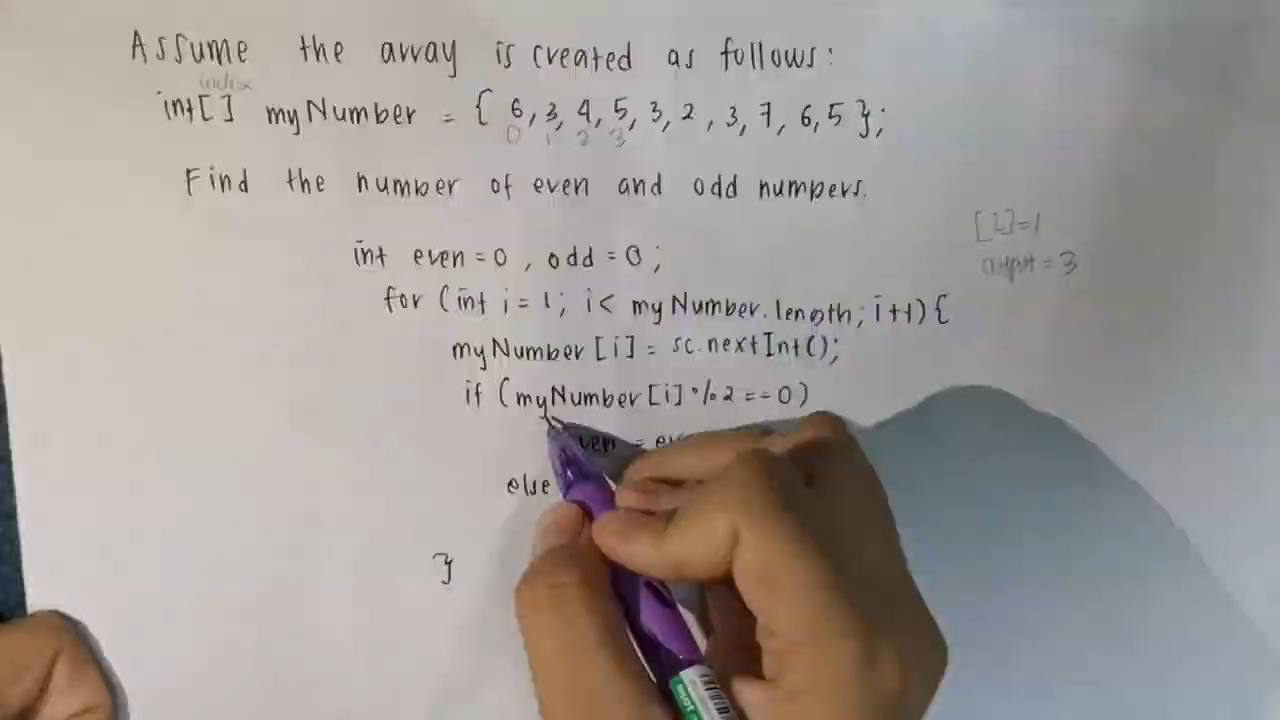 Assume the array is created as follows:
index
int[] myNumber = { 6, 3, 4, 5, 3, 2, 3, 7, 6, 5 };
0 1 2 3
Find the number of even and odd numbers.
[2]=1
output = 3
int even = 0, odd = 0;
for (int i = 1; i < myNumber.length; i++){
myNumber [i] = sc.nextInt();
if (myNumber [i] % 2 == 0)
=
else
}